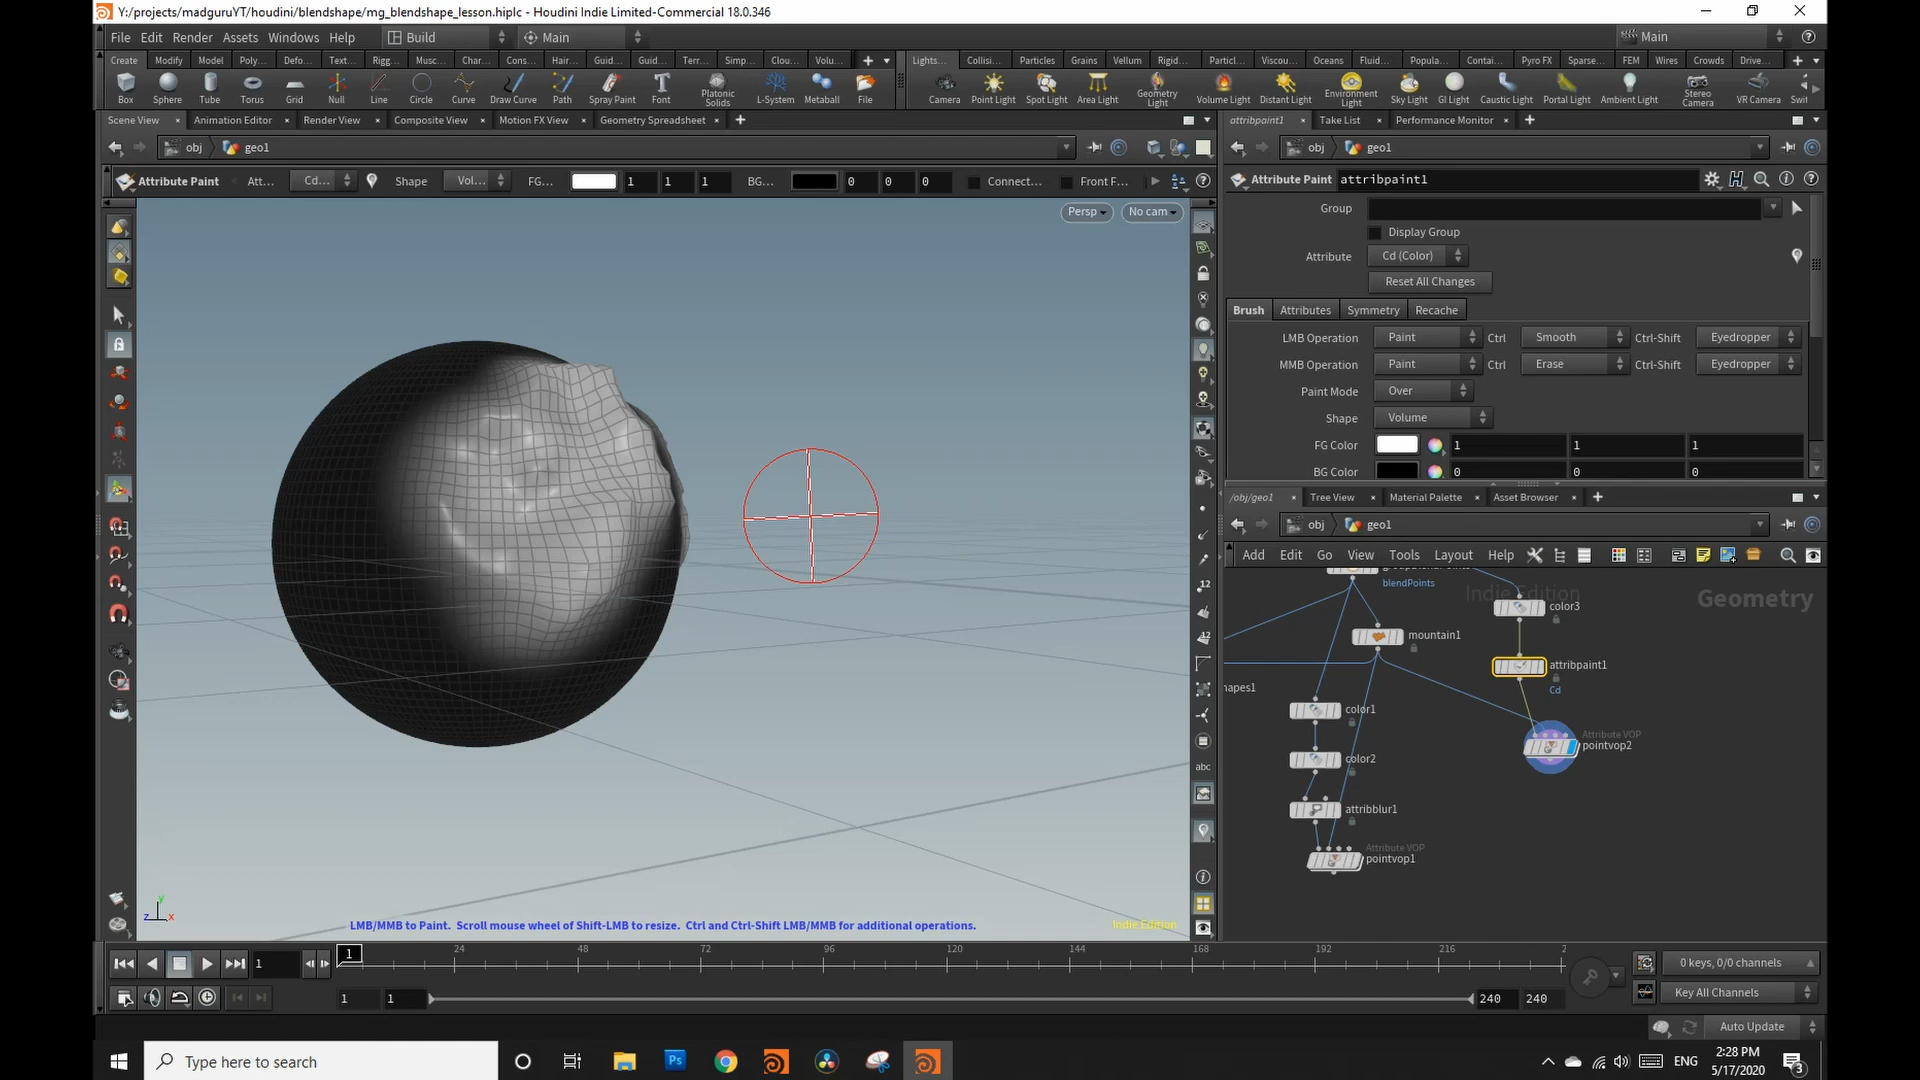 Y:/projects/madguruYT/houdini/blendshape/mg_blendshape_lesson.hiplc - Houdini Indie Limited-Commercial 18.0.346
File Edit Render Assets Windows Help Build Main Main
Create Modify Model Poly... Defo... Text... Rigg... Musc... Char... Cons... Hair... Guid... Guid... Terr... Simp... Clou... Volu... Lights... Collisi... Particles Grains Vellum Rigid... Particl... Viscou... Oceans Fluid... Popula... Contai... Pyro FX Sparse... FEM Wires Crowds Drive...
Box Sphere Tube Torus Grid Null Line Circle Curve Draw Curve Path Spray Paint Font Platonic Solids L-System Metaball File Camera Point Light Spot Light Area Light Geometry Light Volume Light Distant Light Environment Light Sky Light GI Light Caustic Light Portal Light Ambient Light Stereo Camera VR Camera Swit
Scene View Animation Editor Render View Composite View Motion FX View Geometry Spreadsheet attribpaint1 Take List Performance Monitor
obj geo1 obj geo1
Attribute Paint Att... Cd... Shape Vol... FG... 1 1 1 BG... 0 0 0 Connect... Front F...
Attribute Paint attribpaint1
Persp No cam
Group
Display Group
Attribute Cd (Color)
Reset All Changes
Brush Attributes Symmetry Recache
LMB Operation Paint Ctrl Smooth Ctrl-Shift Eyedropper
MMB Operation Paint Ctrl Erase Ctrl-Shift Eyedropper
Paint Mode Over
Shape Volume
FG Color 1 1 1
BG Color 0 0 0
/obj/geo1 Tree View Material Palette Asset Browser
obj geo1
Add Edit Go View Tools Layout Help
blendPoints
Indie Edition
Geometry
color3
mountain1
attribpaint1
Cd
hapes1
color1
Attribute VOP
pointvop2
color2
attribblur1
Attribute VOP
pointvop1
12
12
abc
y
z x
LMB/MMB to Paint. Scroll mouse wheel of Shift-LMB to resize. Ctrl and Ctrl-Shift LMB/MMB for additional operations.
Indie Edition
1 1 24 48 72 96 120 144 168 192 216 2
0 keys, 0/0 channels
1 1 240 240 Key All Channels
Auto Update
Type here to search
Ps
ENG
2:28 PM
5/17/2020
3